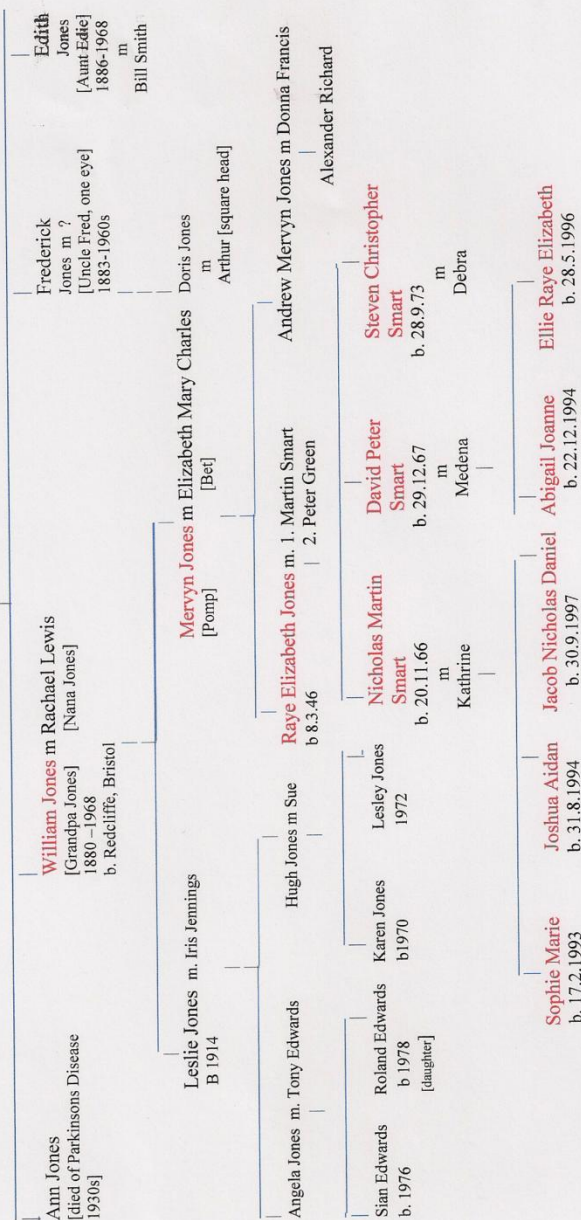 Ann Jones
[died of Parkinsons Disease
1930s]
William Jones m Rachael Lewis
[Grandpa Jones] [Nana Jones]
1880 –1968
b. Redcliffe, Bristol
Frederick
Jones m ?
[Uncle Fred, one eye]
1883-1960s
Edith
Jones
[Aunt Edie]
1886-1968
m
Bill Smith
Leslie Jones m. Iris Jennings
B 1914
Mervyn Jones m Elizabeth Mary Charles
[Pomp] [Bet]
Doris Jones
m
Arthur [square head]
Angela Jones m. Tony Edwards
Hugh Jones m Sue
Raye Elizabeth Jones m. 1. Martin Smart
b 8.3.46 2. Peter Green
Andrew Mervyn Jones m Donna Francis
Alexander Richard
Sian Edwards
b. 1976
Roland Edwards
b 1978
[daughter]
Karen Jones
b1970
Lesley Jones
1972
Nicholas Martin
Smart
b. 20.11.66
m
Kathrine
David Peter
Smart
b. 29.12.67
m
Medena
Steven Christopher
Smart
b. 28.9.73
m
Debra
Sophie Marie
b. 17.2.1993
Joshua Aidan
b. 31.8.1994
Jacob Nicholas Daniel
b. 30.9.1997
Abigail Joanne
b. 22.12.1994
Ellie Raye Elizabeth
b. 28.5.1996